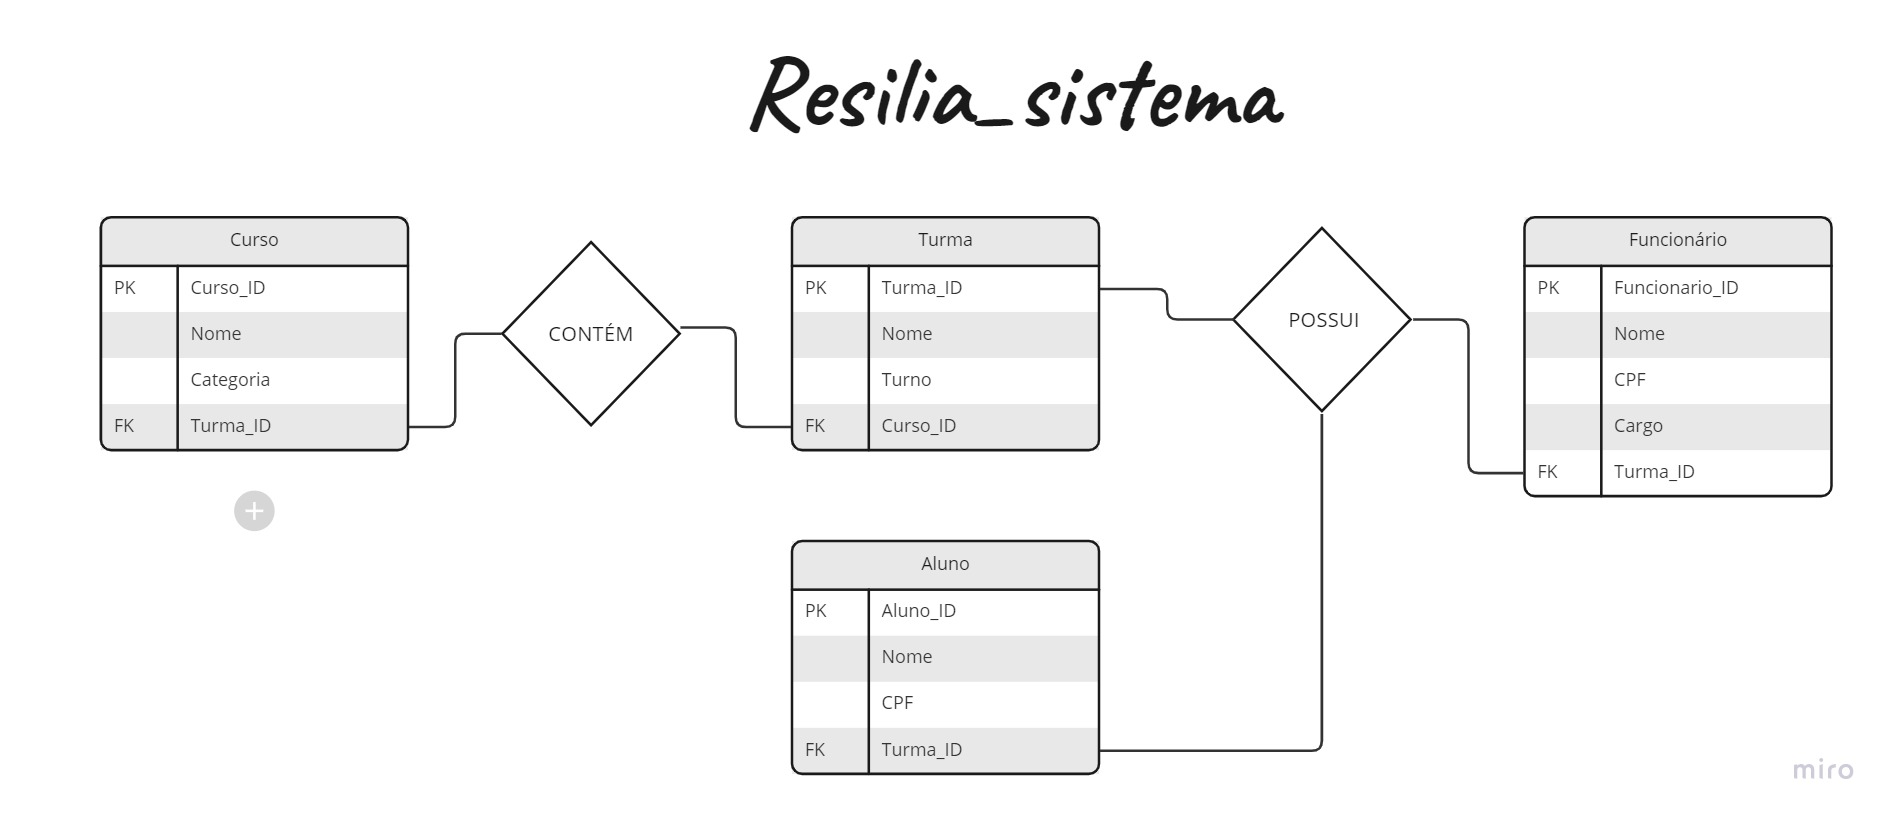 Resilia_sistema
Curso
PK Curso_ID
Nome
Categoria
FK Turma_ID
CONTÉM
Turma
PK Turma_ID
Nome
Turno
FK Curso_ID
POSSUI
Funcionário
PK Funcionario_ID
Nome
CPF
Cargo
FK Turma_ID
Aluno
PK Aluno_ID
Nome
CPF
FK Turma_ID
miro